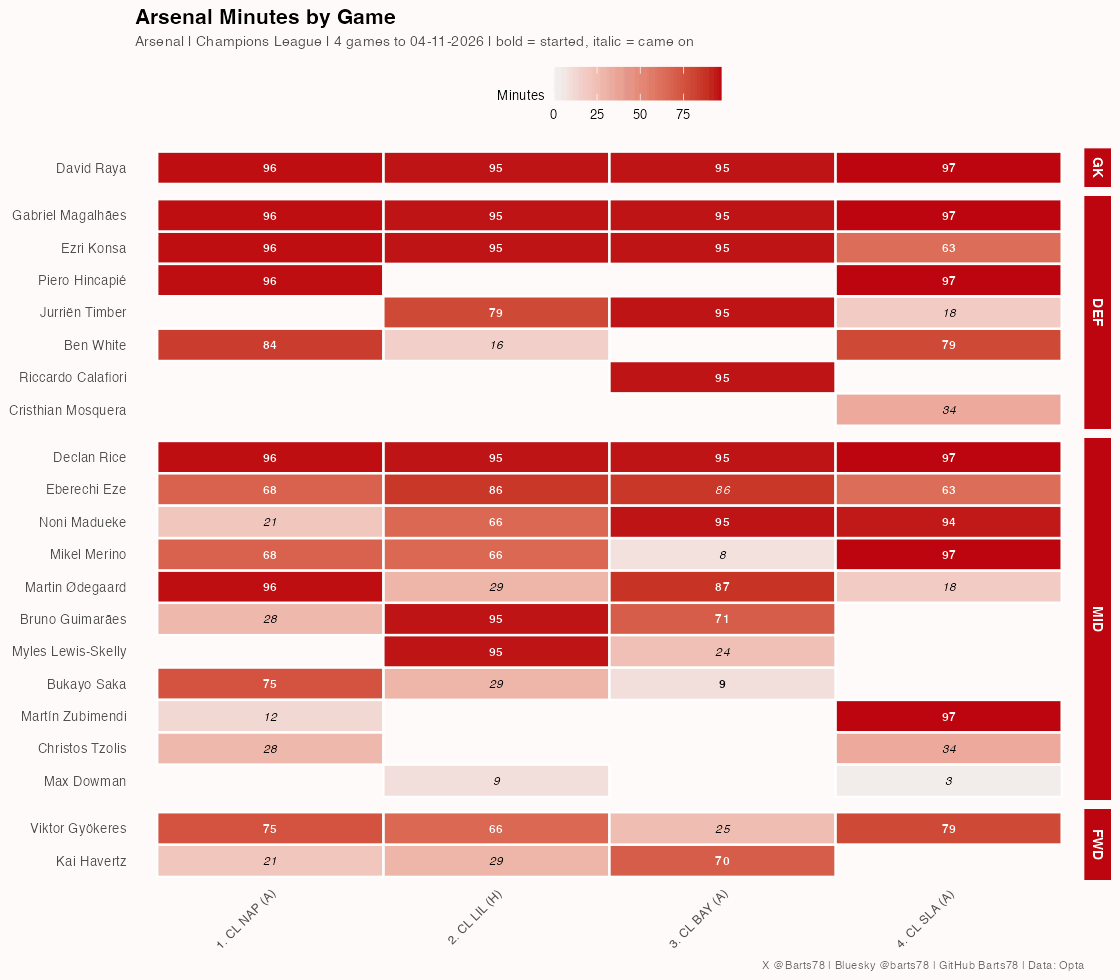 Arsenal Minutes by Game
Arsenal | Champions League | 4 games to 04-11-2026 | bold = started, italic = came on
Minutes
0 25 50 75
David Raya 96 95 95 97
GK
Gabriel Magalhães 96 95 95 97
Ezri Konsa 96 95 95 63
Piero Hincapié 96 97
Jurriën Timber 79 95 18
Ben White 84 16 79
Riccardo Calafiori 95
Cristhian Mosquera 34
DEF
Declan Rice 96 95 95 97
Eberechi Eze 68 86 86 63
Noni Madueke 21 66 95 94
Mikel Merino 68 66 8 97
Martin Ødegaard 96 29 87 18
Bruno Guimarães 28 95 71
Myles Lewis-Skelly 95 24
Bukayo Saka 75 29 9
Martín Zubimendi 12 97
Christos Tzolis 28 34
Max Dowman 9 3
MID
Viktor Gyökeres 75 66 25 79
Kai Havertz 21 29 70
FWD
1. CL NAP (A)
2. CL LIL (H)
3. CL BAY (A)
4. CL SLA (A)
X @Barts78 | Bluesky @barts78 | GitHub Barts78 | Data: Opta